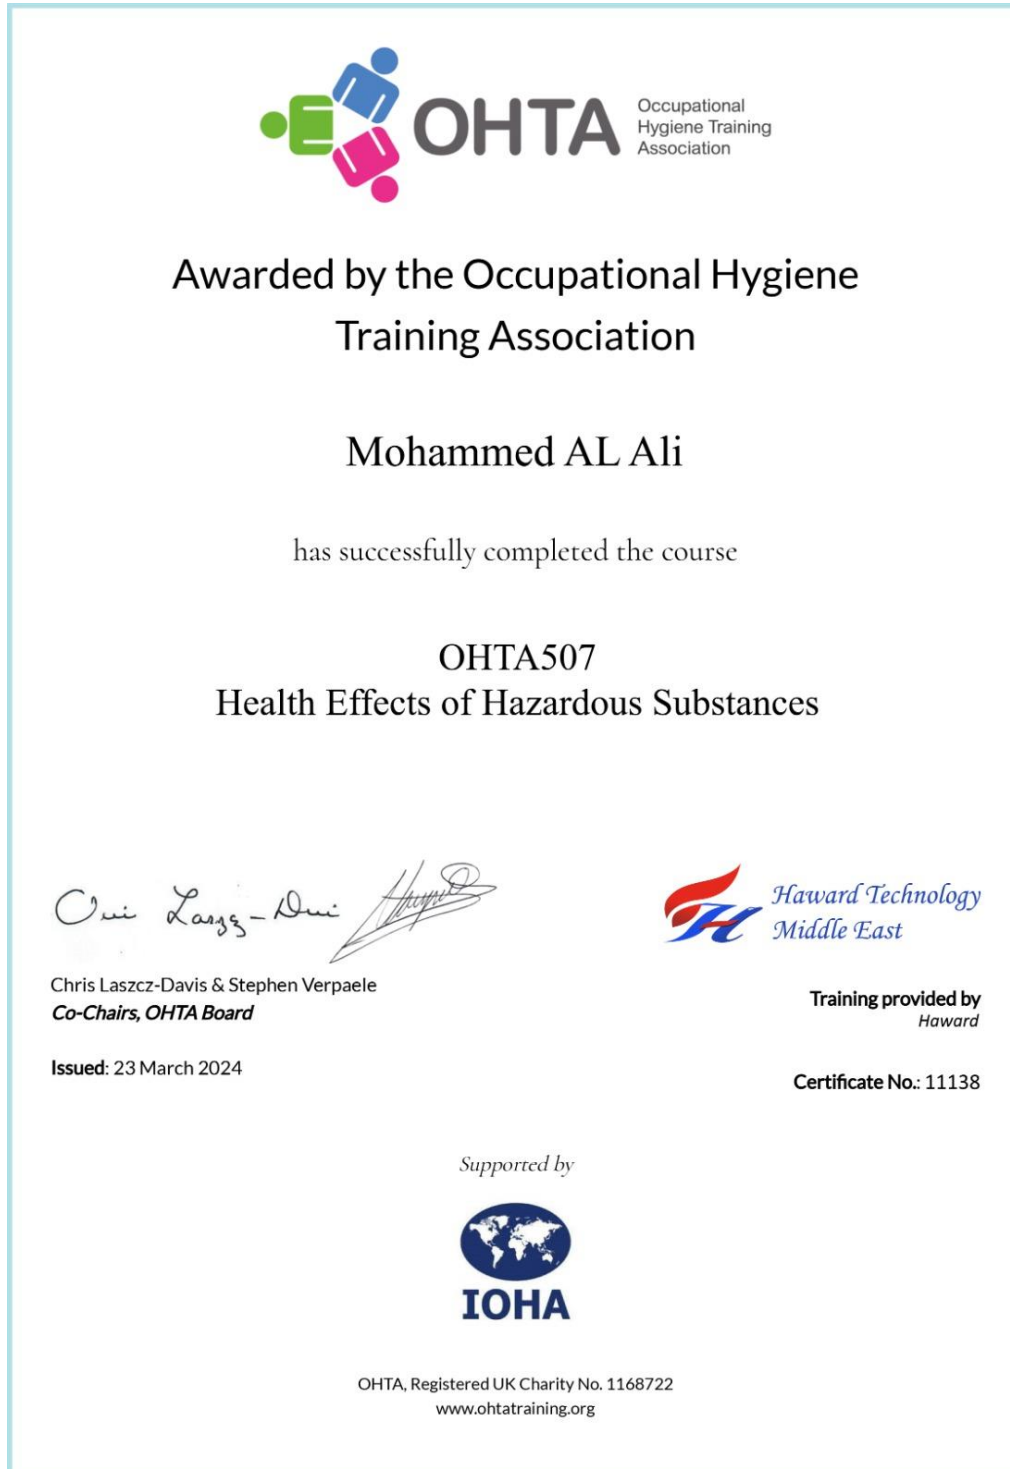 OHTA
Occupational
Hygiene Training
Association
Awarded by the Occupational Hygiene
Training Association
Mohammed AL Ali
has successfully completed the course
OHTA507
Health Effects of Hazardous Substances
Haward Technology
Middle East
Chris Laszcz-Davis & Stephen Verpaele
Co-Chairs, OHTA Board
Training provided by
Haward
Issued: 23 March 2024
Certificate No.: 11138
Supported by
IOHA
OHTA, Registered UK Charity No. 1168722
www.ohtatraining.org